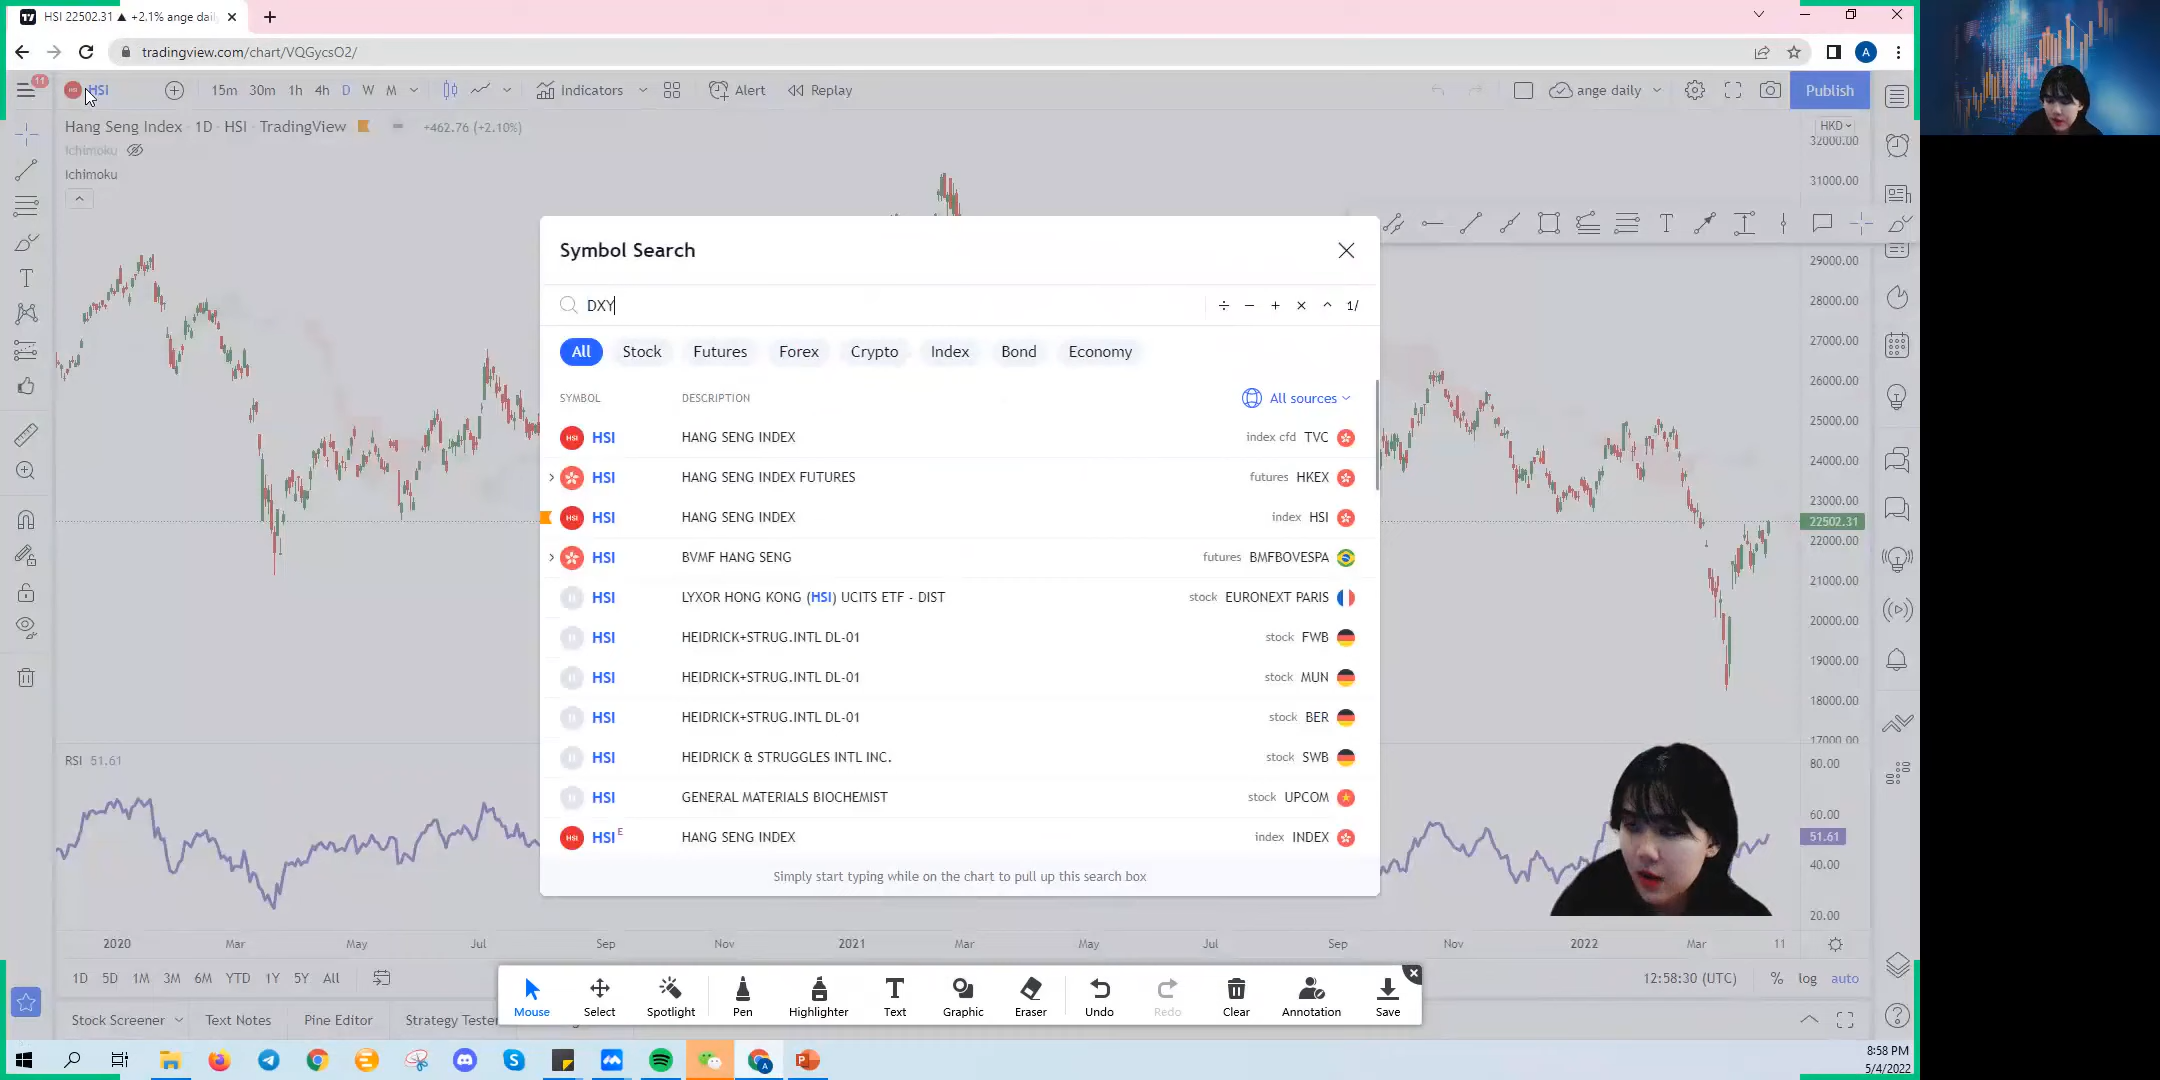 HSI 22502.31 ▲ +2.1% ange daily
tradingview.com/chart/VQGycsO2/
A
11
HSI
15m 30m 1h 4h D W M
Indicators
Alert
Replay
ange daily
Publish
Hang Seng Index · 1D · HSI · TradingView
+462.76 (+2.10%)
HKD
Ichimoku
Ichimoku
32000.00
31000.00
29000.00
28000.00
27000.00
26000.00
25000.00
24000.00
23000.00
22502.31
22000.00
21000.00
20000.00
19000.00
18000.00
17000.00
Symbol Search
DXY
÷ − + × ^ 1/
All Stock Futures Forex Crypto Index Bond Economy
SYMBOL DESCRIPTION All sources
HSI HANG SENG INDEX index cfd TVC
HSI HANG SENG INDEX FUTURES futures HKEX
HSI HANG SENG INDEX index HSI
HSI BVMF HANG SENG futures BMFBOVESPA
HSI LYXOR HONG KONG (HSI) UCITS ETF - DIST stock EURONEXT PARIS
HSI HEIDRICK+STRUG.INTL DL-01 stock FWB
HSI HEIDRICK+STRUG.INTL DL-01 stock MUN
HSI HEIDRICK+STRUG.INTL DL-01 stock BER
HSI HEIDRICK & STRUGGLES INTL INC. stock SWB
HSI GENERAL MATERIALS BIOCHEMIST stock UPCOM
HSI E HANG SENG INDEX index INDEX
Simply start typing while on the chart to pull up this search box
RSI 51.61
80.00
60.00
51.61
40.00
20.00
2020 Mar May Jul Sep Nov 2021 Mar May Jul Sep Nov 2022 Mar 11
1D 5D 1M 3M 6M YTD 1Y 5Y All
12:58:30 (UTC) % log auto
Mouse Select Spotlight Pen Highlighter Text Graphic Eraser Undo Redo Clear Annotation Save
Stock Screener Text Notes Pine Editor Strategy Tester
8:58 PM
5/4/2022